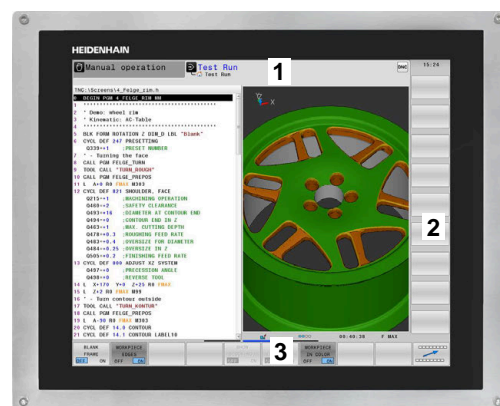 HEIDENHAIN
Manual operation
Test Run
Test Run
1
DNC
15:24
TNC:\Screens\4_Felge_rim.h
0 BEGIN PGM 4_FELGE_RIM MM
1 ****************************************
2 * Demo: wheel rim
3 * Kinematic: AC-Table
4 ****************************************
5 BLK FORM ROTATION Z DIM_D LBL "Blank"
6 CYCL DEF 247 PRESETTING
Q339=+1 ;PRESET NUMBER
7 * - Turning the face
8 CALL PGM FELGE_TURN
9 TOOL CALL "TURN_ROUGH"
10 CALL PGM FELGE_PREPOS
11 L A+0 R0 FMAX M303
12 CYCL DEF 821 SHOULDER, FACE
Q215=+1 ;MACHINING OPERATION
Q460=+2 ;SAFETY CLEARANCE
Q493=+16 ;DIAMETER AT CONTOUR END
Q494=+0 ;CONTOUR END IN Z
Q463=+1 ;MAX. CUTTING DEPTH
Q478=+0.3 ;ROUGHING FEED RATE
Q483=+0.4 ;OVERSIZE FOR DIAMETER
Q484=+0.25 ;OVERSIZE IN Z
Q505=+0.2 ;FINISHING FEED RATE
13 CYCL DEF 800 ADJUST XZ SYSTEM
Q497=+0 ;PRECESSION ANGLE
Q498=+0 ;REVERSE TOOL
14 L X+170 Y+0 Z+25 R0 FMAX
15 L Z+2 R0 FMAX M99
16 * - Turn contour outside
17 TOOL CALL "TURN_KONTUR"
18 CALL PGM FELGE_PREPOS
19 L A-90 R0 FMAX M303
20 CYCL DEF 14.0 CONTOUR
21 CYCL DEF 14.1 CONTOUR LABEL10
X
2
00:40:38 F MAX
BLANK FRAME OFF ON
WORKPIECE EDGES OFF ON
3
WORKPIECE IN COLOR OFF ON